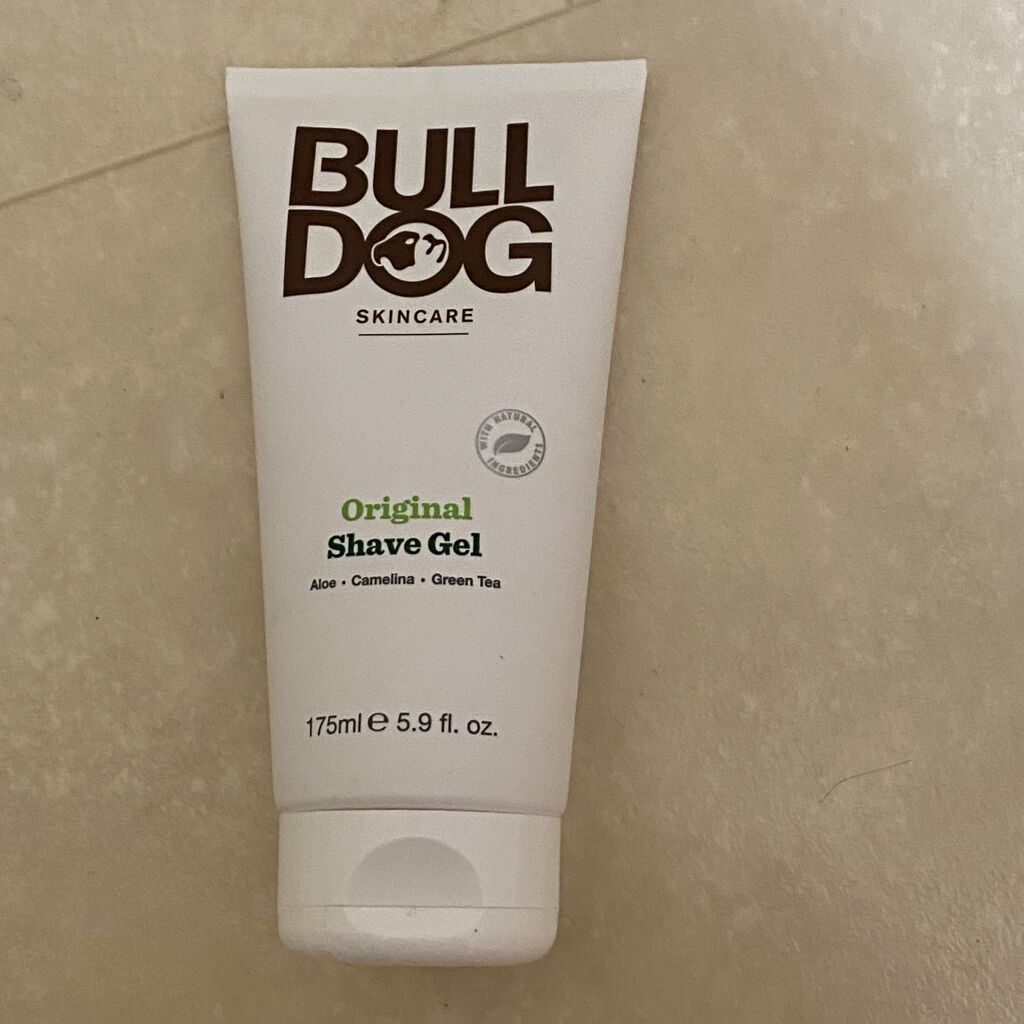 BULL
DOG
SKINCARE
WITH NATURAL
INGREDIENTS
Original
Shave Gel
Aloe • Camelina • Green Tea
175ml ℮ 5.9 fl. oz.